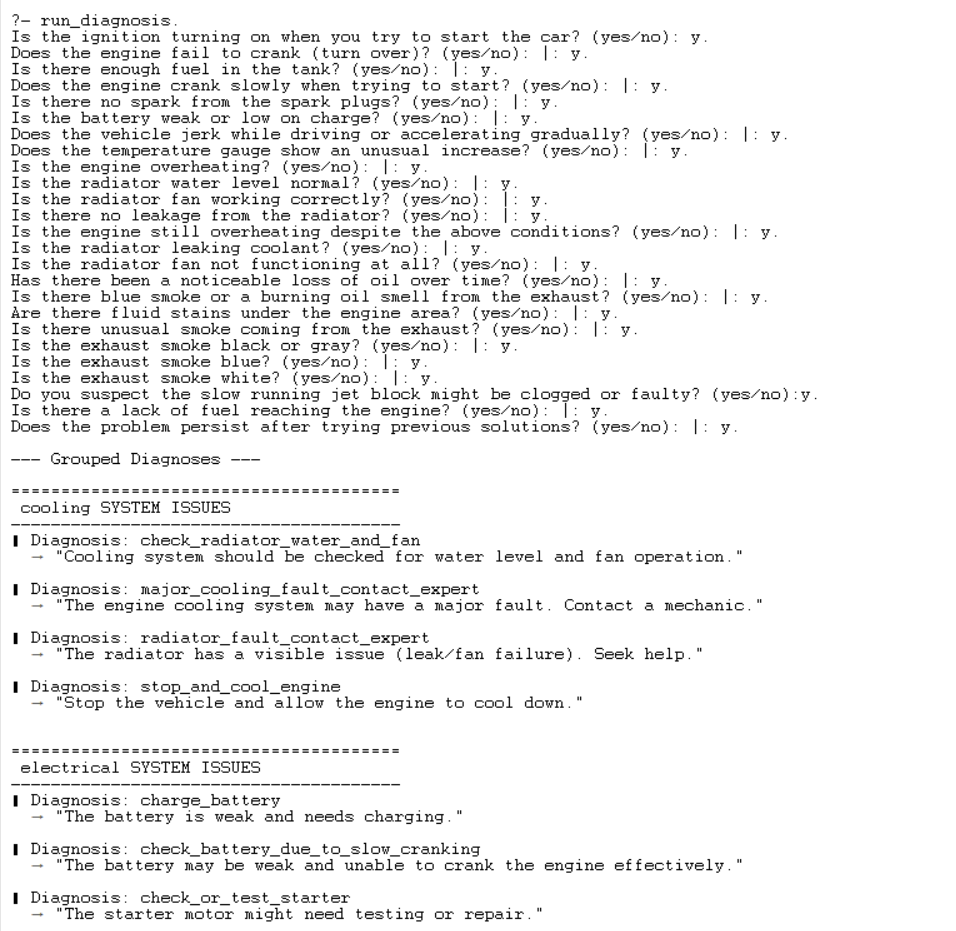 ?- run_diagnosis.
Is the ignition turning on when you try to start the car? (yes/no): y.
Does the engine fail to crank (turn over)? (yes/no): |: y.
Is there enough fuel in the tank? (yes/no): |: y.
Does the engine crank slowly when trying to start? (yes/no): |: y.
Is there no spark from the spark plugs? (yes/no): |: y.
Is the battery weak or low on charge? (yes/no): |: y.
Does the vehicle jerk while driving or accelerating gradually? (yes/no): |: y.
Does the temperature gauge show an unusual increase? (yes/no): |: y.
Is the engine overheating? (yes/no): |: y.
Is the radiator water level normal? (yes/no): |: y.
Is the radiator fan working correctly? (yes/no): |: y.
Is there no leakage from the radiator? (yes/no): |: y.
Is the engine still overheating despite the above conditions? (yes/no): |: y.
Is the radiator leaking coolant? (yes/no): |: y.
Is the radiator fan not functioning at all? (yes/no): |: y.
Has there been a noticeable loss of oil over time? (yes/no): |: y.
Is there blue smoke or a burning oil smell from the exhaust? (yes/no): |: y.
Are there fluid stains under the engine area? (yes/no): |: y.
Is there unusual smoke coming from the exhaust? (yes/no): |: y.
Is the exhaust smoke black or gray? (yes/no): |: y.
Is the exhaust smoke blue? (yes/no): |: y.
Is the exhaust smoke white? (yes/no): |: y.
Do you suspect the slow running jet block might be clogged or faulty? (yes/no):y.
Is there a lack of fuel reaching the engine? (yes/no): |: y.
Does the problem persist after trying previous solutions? (yes/no): |: y.
--- Grouped Diagnoses ---
=======================================
cooling SYSTEM ISSUES
---------------------------------------
▌ Diagnosis: check_radiator_water_and_fan
→ "Cooling system should be checked for water level and fan operation."
▌ Diagnosis: major_cooling_fault_contact_expert
→ "The engine cooling system may have a major fault. Contact a mechanic."
▌ Diagnosis: radiator_fault_contact_expert
→ "The radiator has a visible issue (leak/fan failure). Seek help."
▌ Diagnosis: stop_and_cool_engine
→ "Stop the vehicle and allow the engine to cool down."
=======================================
electrical SYSTEM ISSUES
---------------------------------------
▌ Diagnosis: charge_battery
→ "The battery is weak and needs charging."
▌ Diagnosis: check_battery_due_to_slow_cranking
→ "The battery may be weak and unable to crank the engine effectively."
▌ Diagnosis: check_or_test_starter
→ "The starter motor might need testing or repair."